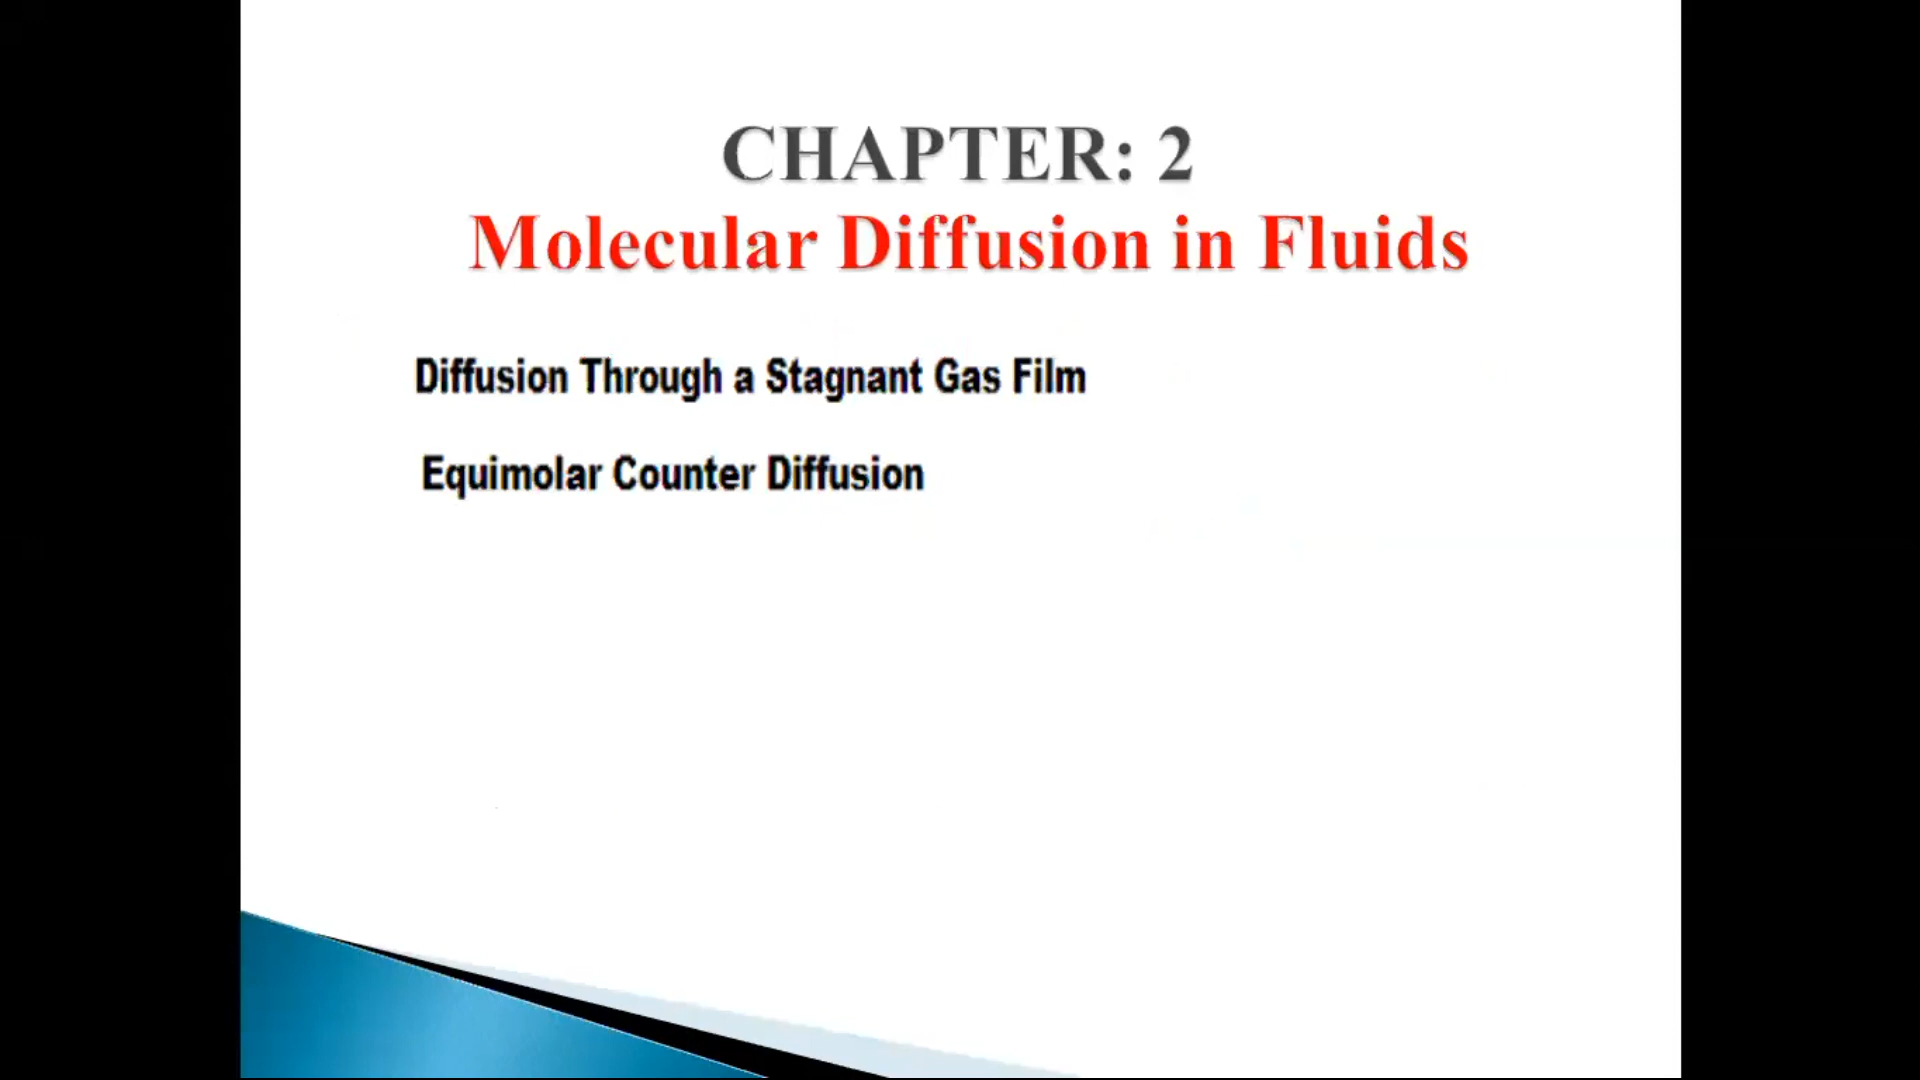 CHAPTER: 2
Molecular Diffusion in Fluids
Diffusion Through a Stagnant Gas Film
Equimolar Counter Diffusion